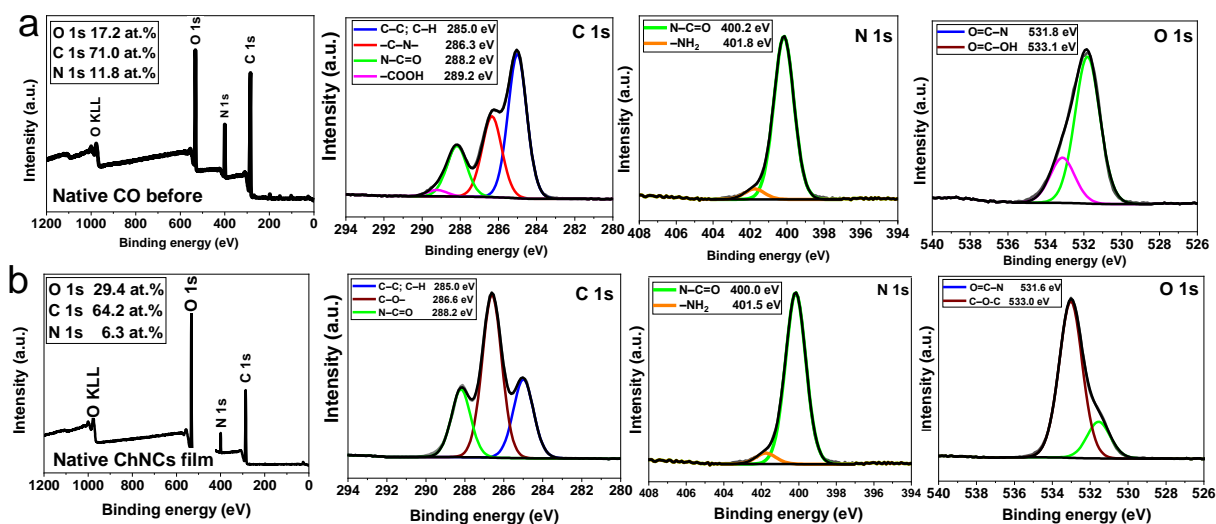 a
O 1s 17.2 at.%
C 1s 71.0 at.%
N 1s 11.8 at.%
O KLL
O 1s
N 1s
C 1s
Native CO before
Intensity (a.u.)
1200 1000 800 600 400 200 0
Binding energy (eV)
C–C; C–H 285.0 eV
–C–N– 286.3 eV
N–C=O 288.2 eV
–COOH 289.2 eV
C 1s
Intensity (a.u.)
294 292 290 288 286 284 282 280
Binding energy (eV)
N–C=O 400.2 eV
–NH2 401.8 eV
N 1s
Intensity (a.u.)
408 406 404 402 400 398 396 394
Binding energy (eV)
O=C–N 531.8 eV
O=C–OH 533.1 eV
O 1s
Intensity (a.u.)
540 538 536 534 532 530 528 526
Binding energy (eV)
b
O 1s 29.4 at.%
C 1s 64.2 at.%
N 1s 6.3 at.%
O KLL
O 1s
N 1s
C 1s
Native ChNCs film
Intensity (a.u.)
1200 1000 800 600 400 200 0
Binding energy (eV)
C–C; C–H 285.0 eV
C–O– 286.6 eV
N–C=O 288.2 eV
C 1s
Intensity (a.u.)
294 292 290 288 286 284 282 280
Binding energy (eV)
N–C=O 400.0 eV
–NH2 401.5 eV
N 1s
Intensity (a.u.)
408 406 404 402 400 398 396 394
Binding energy (eV)
O=C–N 531.6 eV
C–O–C 533.0 eV
O 1s
Intensity (a.u.)
540 538 536 534 532 530 528 526
Binding energy (eV)